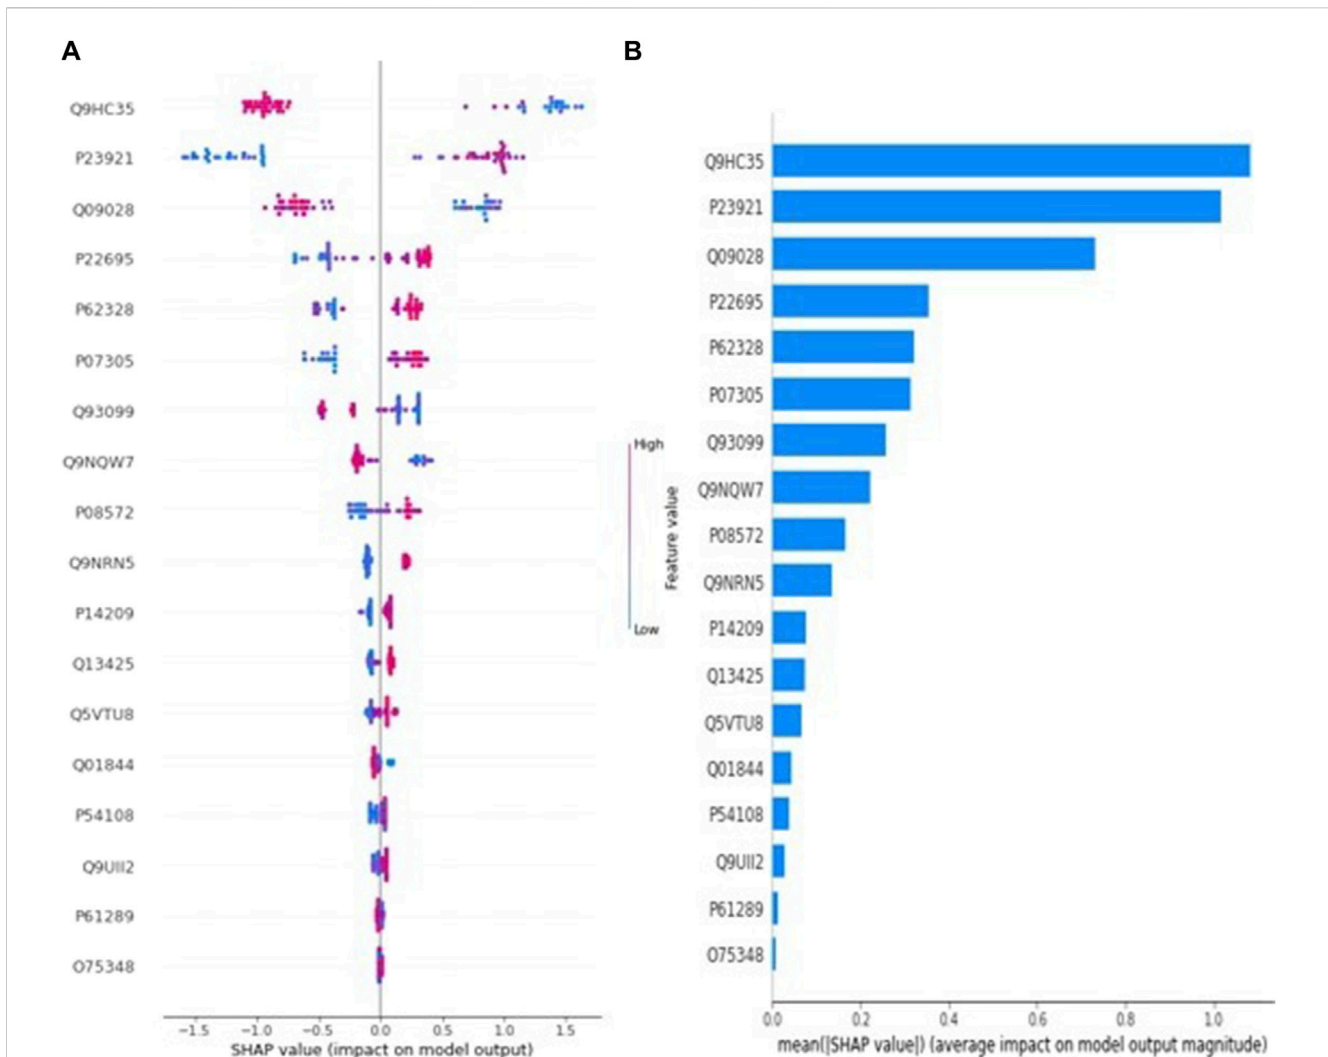 A
Q9HC35
P23921
Q09028
P22695
P62328
P07305
Q93099
Q9NQW7
P08572
Q9NRN5
P14209
Q13425
Q5VTU8
Q01844
P54108
Q9UII2
P61289
O75348
−1.5 −1.0 −0.5 0.0 0.5 1.0 1.5
SHAP value (impact on model output)
High
Feature value
Low
B
Q9HC35
P23921
Q09028
P22695
P62328
P07305
Q93099
Q9NQW7
P08572
Q9NRN5
P14209
Q13425
Q5VTU8
Q01844
P54108
Q9UII2
P61289
O75348
0.0 0.2 0.4 0.6 0.8 1.0
mean(|SHAP value|) (average impact on model output magnitude)